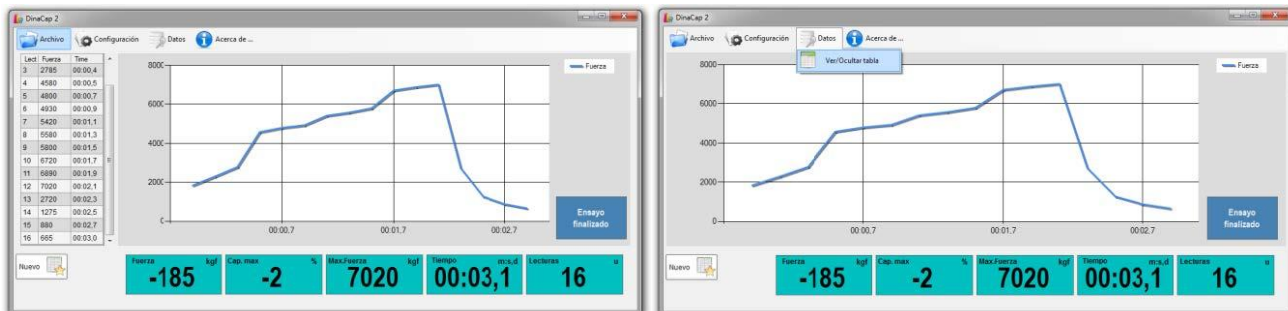 DinaCap 2
Archivo Configuración Datos Acerca de ...
Lect Fuerza Time
3 2785 00:00,4
4 4580 00:00,5
5 4800 00:00,7
6 4930 00:00,9
7 5420 00:01,1
8 5580 00:01,3
9 5800 00:01,5
10 6720 00:01,7
11 6890 00:01,9
12 7020 00:02,1
13 2720 00:02,3
14 1275 00:02,5
15 880 00:02,7
16 665 00:03,0
8000
6000
4000
2000
0
00:00,7 00:01,7 00:02,7
Fuerza
Ensayo
finalizado
Nuevo
Fuerza kgf Cap. max % Max.Fuerza kgf Tiempo m:s,d Lecturas u
-185 -2 7020 00:03,1 16
DinaCap 2
Archivo Configuración Datos Acerca de ...
Ver/Ocultar tabla
8000
6000
4000
2000
0
00:00,7 00:01,7 00:02,7
Fuerza
Ensayo
finalizado
Nuevo
Fuerza kgf Cap. max % Max.Fuerza kgf Tiempo m:s,d Lecturas u
-185 -2 7020 00:03,1 16